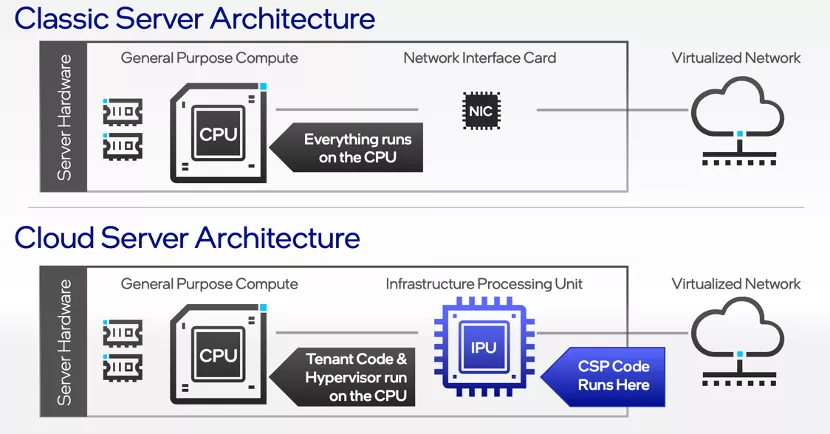 Classic Server Architecture
Server Hardware
General Purpose Compute
Network Interface Card
Virtualized Network
CPU
NIC
Everything runs
on the CPU
Cloud Server Architecture
Server Hardware
General Purpose Compute
Infrastructure Processing Unit
Virtualized Network
CPU
IPU
Tenant Code &
Hypervisor run
on the CPU
CSP Code
Runs Here